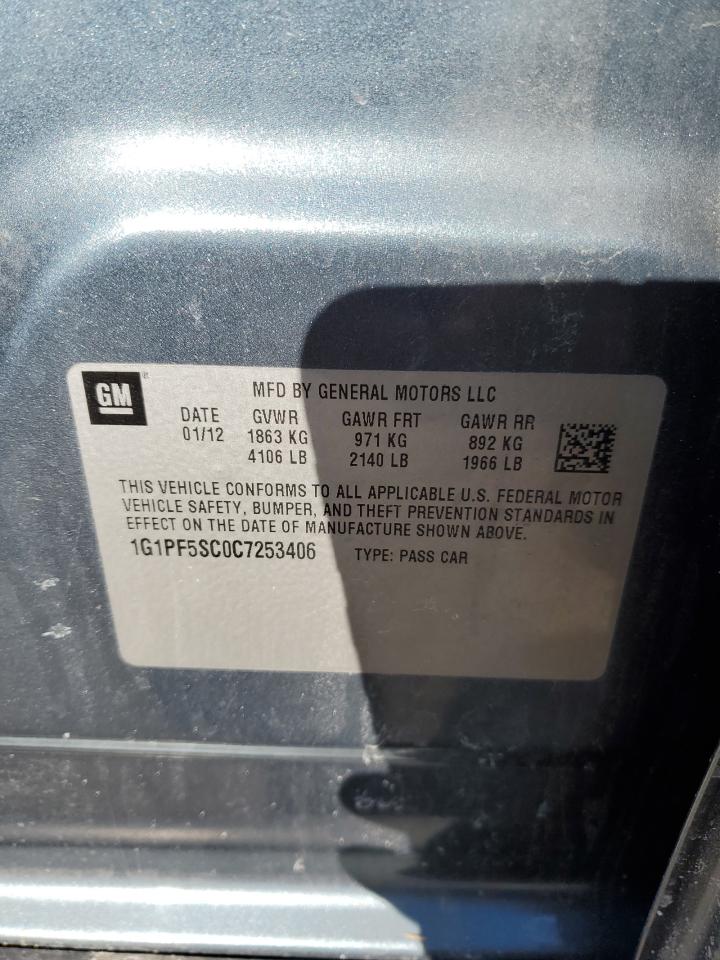 GM
MFD BY GENERAL MOTORS LLC
DATE GVWR GAWR FRT GAWR RR
01/12 1863 KG 971 KG 892 KG
4106 LB 2140 LB 1966 LB
THIS VEHICLE CONFORMS TO ALL APPLICABLE U.S. FEDERAL MOTOR
VEHICLE SAFETY, BUMPER, AND THEFT PREVENTION STANDARDS IN
EFFECT ON THE DATE OF MANUFACTURE SHOWN ABOVE.
1G1PF5SC0C7253406 TYPE: PASS CAR